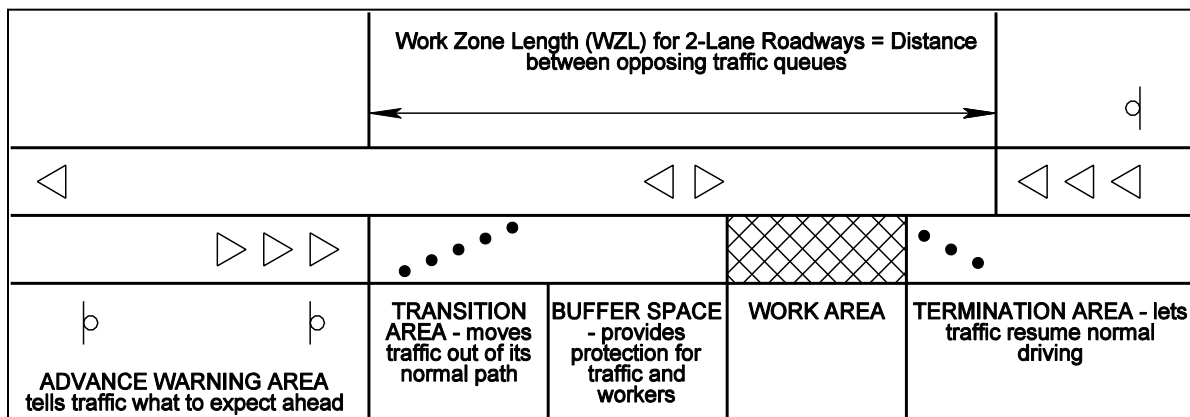 Work Zone Length (WZL) for 2-Lane Roadways = Distance
between opposing traffic queues
ADVANCE WARNING AREA
tells traffic what to expect ahead
TRANSITION
AREA - moves
traffic out of its
normal path
BUFFER SPACE
- provides
protection for
traffic and
workers
WORK AREA
TERMINATION AREA - lets
traffic resume normal
driving